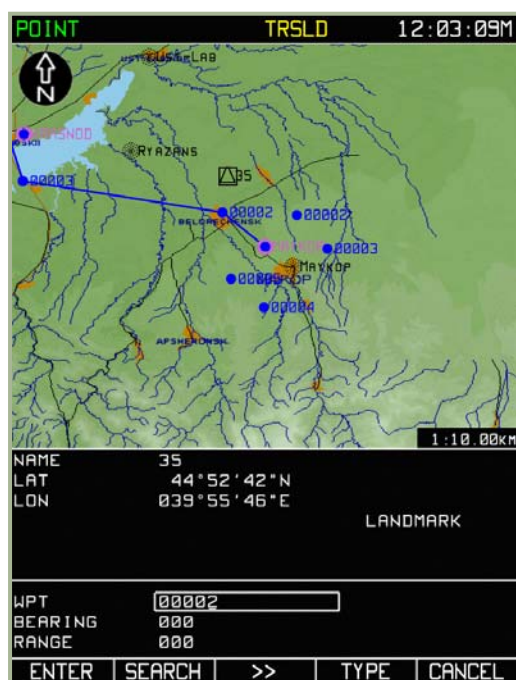 POINT TRSLD 12:03:09M
N
RYAZANS
35
00003
00002
00002
BELORECHENSK
00003
MAYKOP
00004
APSHERONSK
1:10.00KM
NAME 35
LAT 44°52'42"N
LON 039°55'46"E
LANDMARK
WPT 00002
BEARING 000
RANGE 000
ENTER SEARCH >> TYPE CANCEL